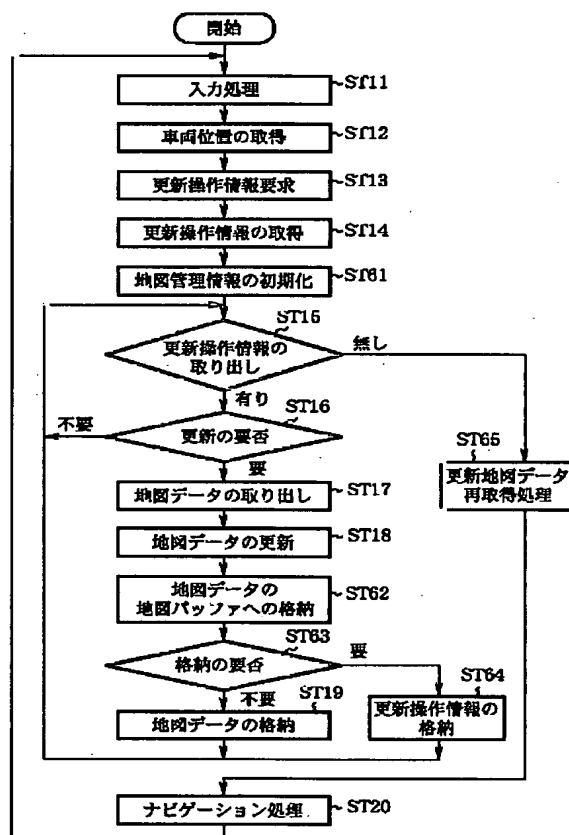 開始
入力処理
ST11
車両位置の取得
ST12
更新操作情報要求
ST13
更新操作情報の取得
ST14
地図管理情報の初期化
ST61
ST15
更新操作情報の
取り出し
無し
有り
ST16
不要
更新の要否
要
ST65
更新地図データ
再取得処理
地図データの取り出し
ST17
地図データの更新
ST18
地図データの
地図バッファへの格納
ST62
ST63
格納の要否
要
不要
ST19
地図データの格納
ST64
更新操作情報の
格納
ナビゲーション処理
ST20